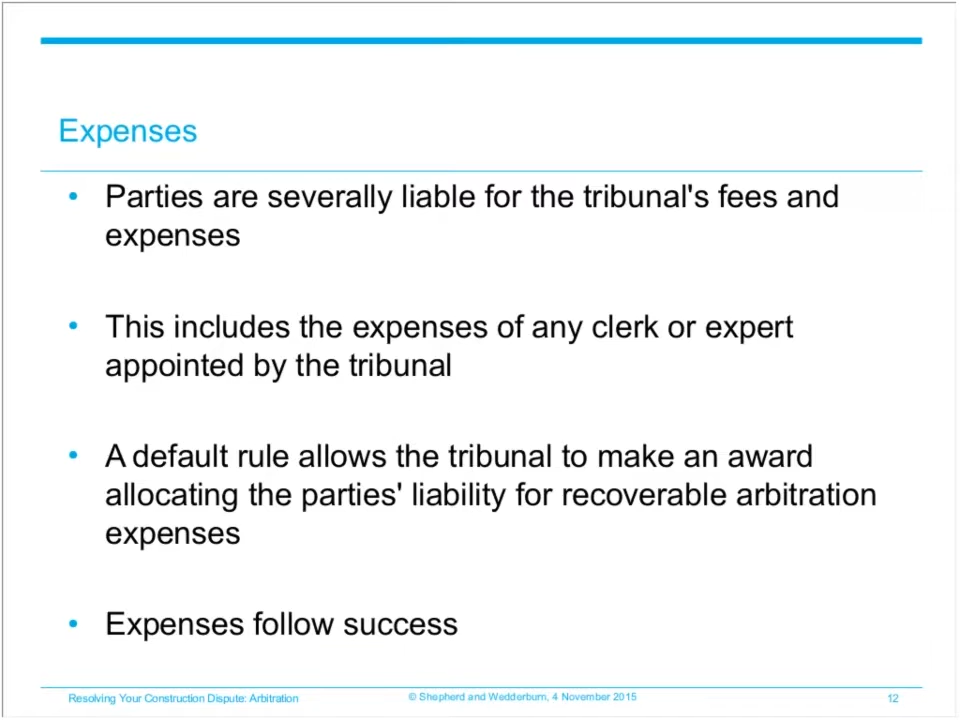 Expenses
• Parties are severally liable for the tribunal's fees and
expenses
• This includes the expenses of any clerk or expert
appointed by the tribunal
• A default rule allows the tribunal to make an award
allocating the parties' liability for recoverable arbitration
expenses
• Expenses follow success
Resolving Your Construction Dispute: Arbitration © Shepherd and Wedderburn, 4 November 2015 12